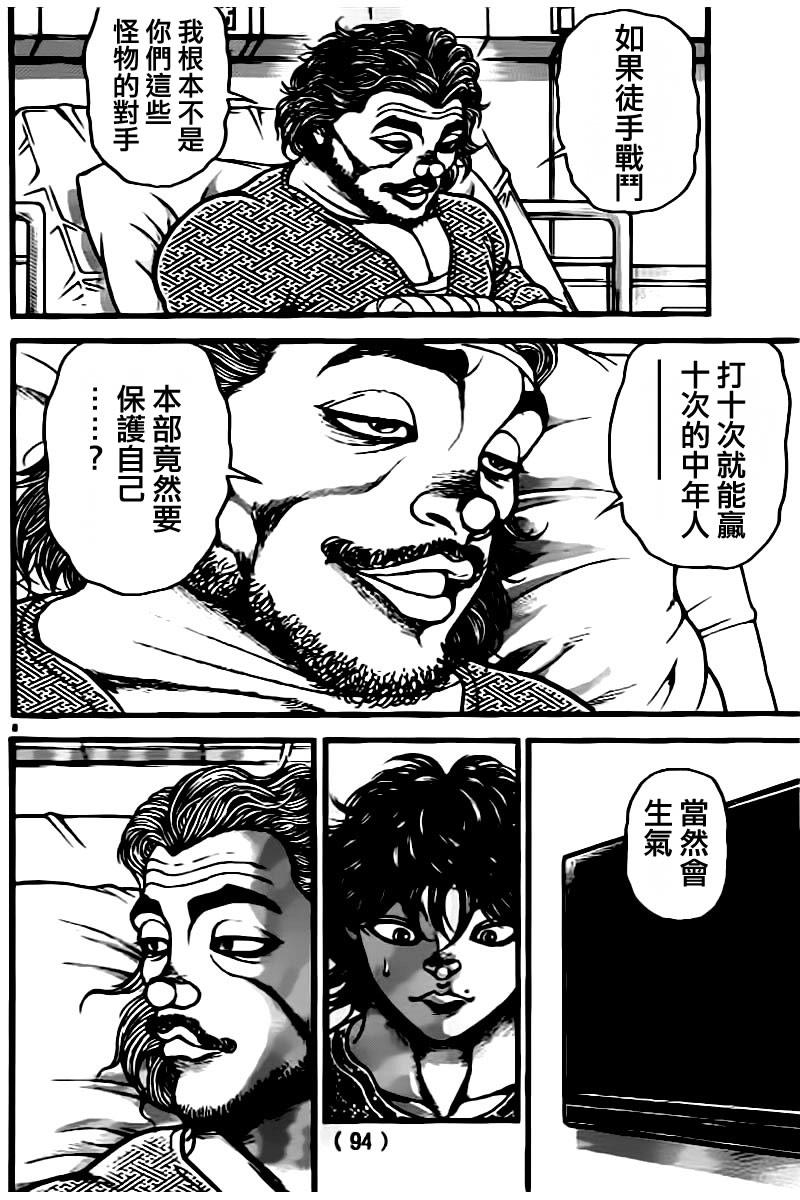 如果徒手戰鬥
我根本不是
你們這些
怪物的對手
打十次就能贏
十次的中年人
——
本部竟然要
保護自己
……?
當然會
生氣
( 94 )